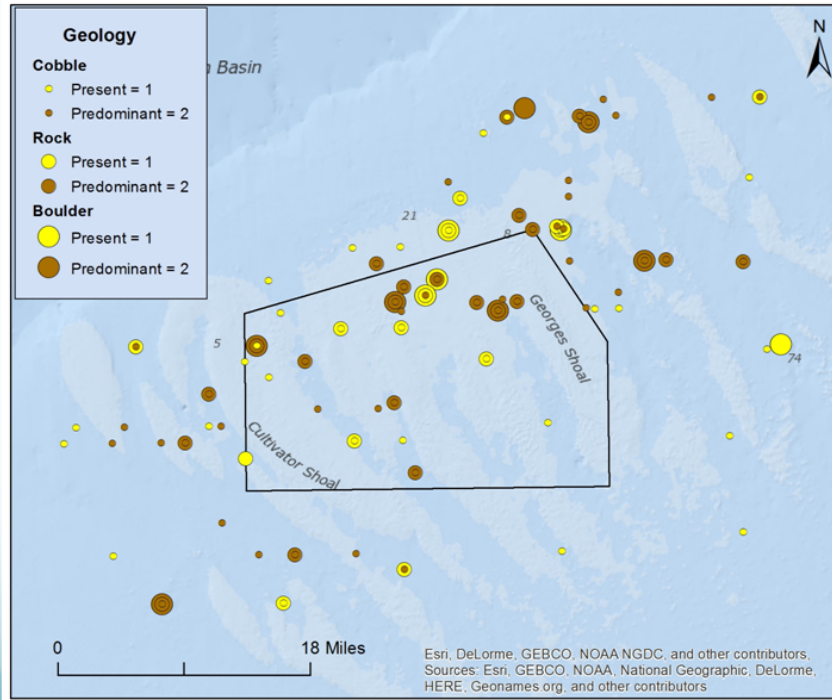 Geology
Cobble
Present = 1
Predominant = 2
Rock
Present = 1
Predominant = 2
Boulder
Present = 1
Predominant = 2
n Basin
N
21
8
5
74
Georges Shoal
Cultivator Shoal
0
18 Miles
Esri, DeLorme, GEBCO, NOAA NGDC, and other contributors,
Sources: Esri, GEBCO, NOAA, National Geographic, DeLorme,
HERE, Geonames.org, and other contributors